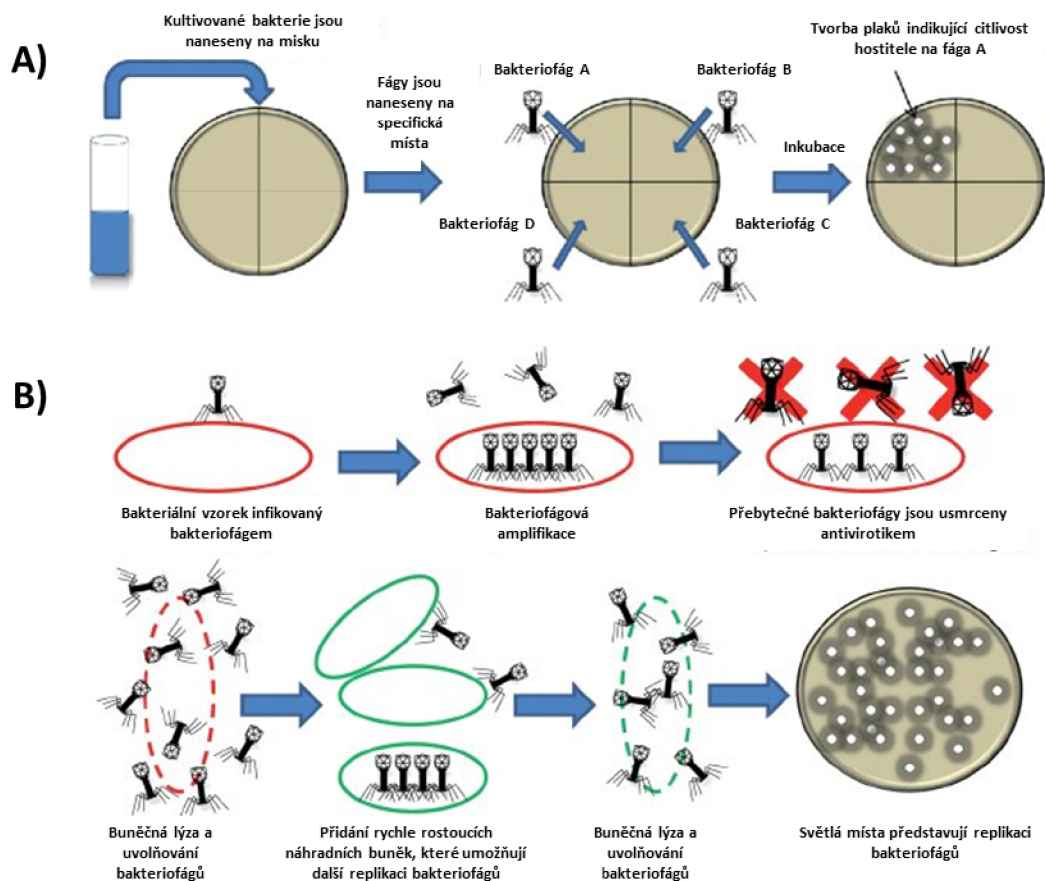 Kultivované bakterie jsou
naneseny na misku
A)
Fágy jsou
naneseny na
specifická
místa
Bakteriofág A
Bakteriofág B
Bakteriofág D
Bakteriofág C
Inkubace
Tvorba plaků indikující citlivost
hostitele na fága A
B)
Bakteriální vzorek infikovaný
bakteriofágem
Bakteriofágová
amplifikace
Přebytečné bakteriofágy jsou usmrceny
antivirotikem
Buněčná lýza a
uvolňování
bakteriofágů
Přidání rychle rostoucích
náhradních buněk, které umožňují
další replikaci bakteriofágů
Buněčná lýza a
uvolňování
bakteriofágů
Světlá místa představují replikaci
bakteriofágů